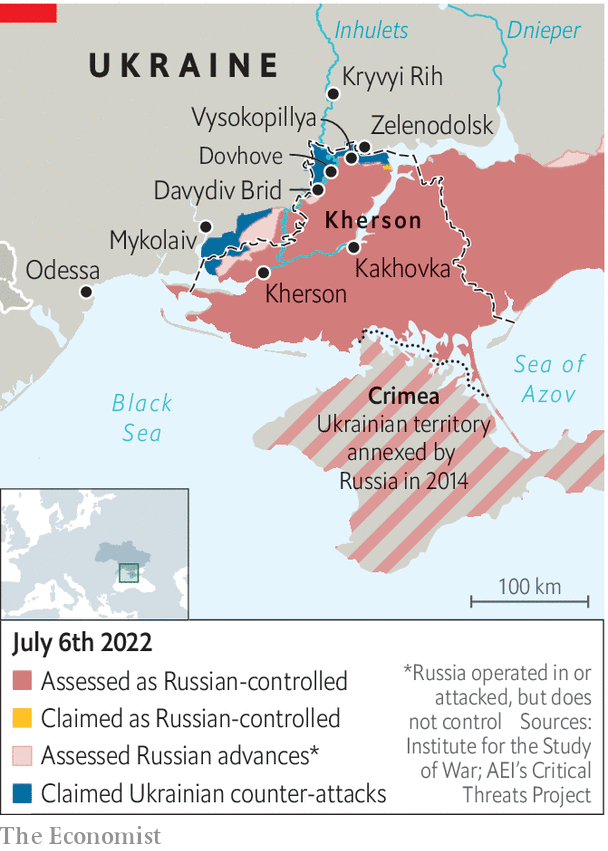 Inhulets
Dnieper
UKRAINE
Kryvyi Rih
Vysokopillya
Zelenodolsk
Dovhove
Davydiv Brid
Kherson
Mykolaiv
Kakhovka
Odessa
Kherson
Sea of
Azov
Black
Sea
Crimea
Ukrainian territory
annexed by
Russia in 2014
100 km
July 6th 2022
Assessed as Russian-controlled
Claimed as Russian-controlled
Assessed Russian advances*
Claimed Ukrainian counter-attacks
*Russia operated in or
attacked, but does
not control Sources:
Institute for the Study
of War; AEI's Critical
Threats Project
The Economist